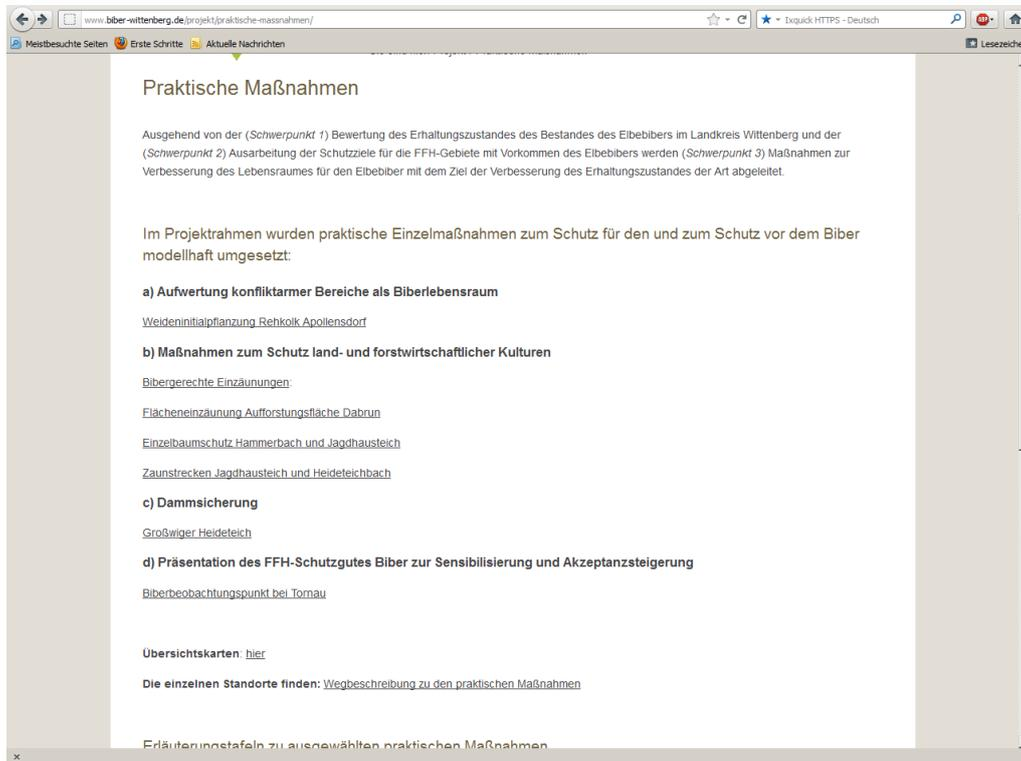 www.biber-wittenberg.de/projekt/praktische-massnahmen/
Ixquick HTTPS - Deutsch
ABP
Meistbesuchte Seiten Erste Schritte Aktuelle Nachrichten Lesezeiche
Praktische Maßnahmen
Ausgehend von der (Schwerpunkt 1) Bewertung des Erhaltungszustandes des Bestandes des Elbebibers im Landkreis Wittenberg und der
(Schwerpunkt 2) Ausarbeitung der Schutzziele für die FFH-Gebiete mit Vorkommen des Elbebibers werden (Schwerpunkt 3) Maßnahmen zur
Verbesserung des Lebensraumes für den Elbebiber mit dem Ziel der Verbesserung des Erhaltungszustandes der Art abgeleitet.
Im Projektrahmen wurden praktische Einzelmaßnahmen zum Schutz für den und zum Schutz vor dem Biber
modellhaft umgesetzt:
a) Aufwertung konfliktarmer Bereiche als Biberlebensraum
Weideninitialpflanzung Rehkolk Apollensdorf
b) Maßnahmen zum Schutz land- und forstwirtschaftlicher Kulturen
Bibergerechte Einzäunungen:
Flächeneinzäunung Aufforstungsfläche Dabrun
Einzelbaumschutz Hammerbach und Jagdhausteich
Zaunstrecken Jagdhausteich und Heideteichbach
c) Dammsicherung
Großwiger Heideteich
d) Präsentation des FFH-Schutzgutes Biber zur Sensibilisierung und Akzeptanzsteigerung
Biberbeobachtungspunkt bei Tornau
Übersichtskarten: hier
Die einzelnen Standorte finden: Wegbeschreibung zu den praktischen Maßnahmen
Erläuterungstafeln zu ausgewählten praktischen Maßnahmen